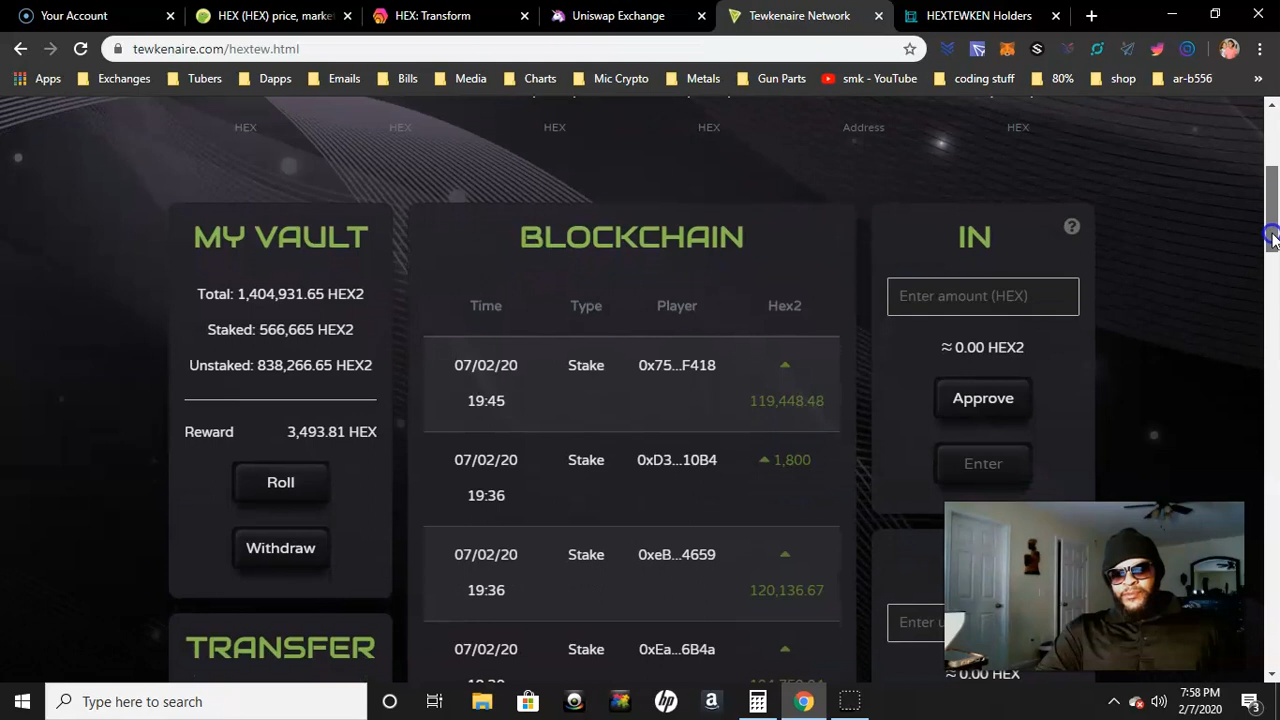 Your Account
HEX (HEX) price, marke
HEX: Transform
Uniswap Exchange
Tewkenaire Network
HEXTEWKEN Holders
tewkenaire.com/hextew.html
Apps
Exchanges
Tubers
Dapps
Emails
Bills
Media
Charts
Mic Crypto
Metals
Gun Parts
smk - YouTube
coding stuff
80%
shop
ar-b556
»
HEX HEX HEX HEX Address HEX
MY VAULT
Total: 1,404,931.65 HEX2
Staked: 566,665 HEX2
Unstaked: 838,266.65 HEX2
Reward 3,493.81 HEX
Roll
Withdraw
TRANSFER
BLOCKCHAIN
Time Type Player Hex2
07/02/20 Stake 0x75...F418
19:45 119,448.48
07/02/20 Stake 0xD3...10B4 1,800
19:36
07/02/20 Stake 0xeB...4659
19:36 120,136.67
07/02/20 Stake 0xEa...6B4a
IN
?
Enter amount (HEX)
≈ 0.00 HEX2
Approve
Enter
Enter
≈0.00 HEX
Type here to search
hp
a
7:58 PM
2/7/2020
3